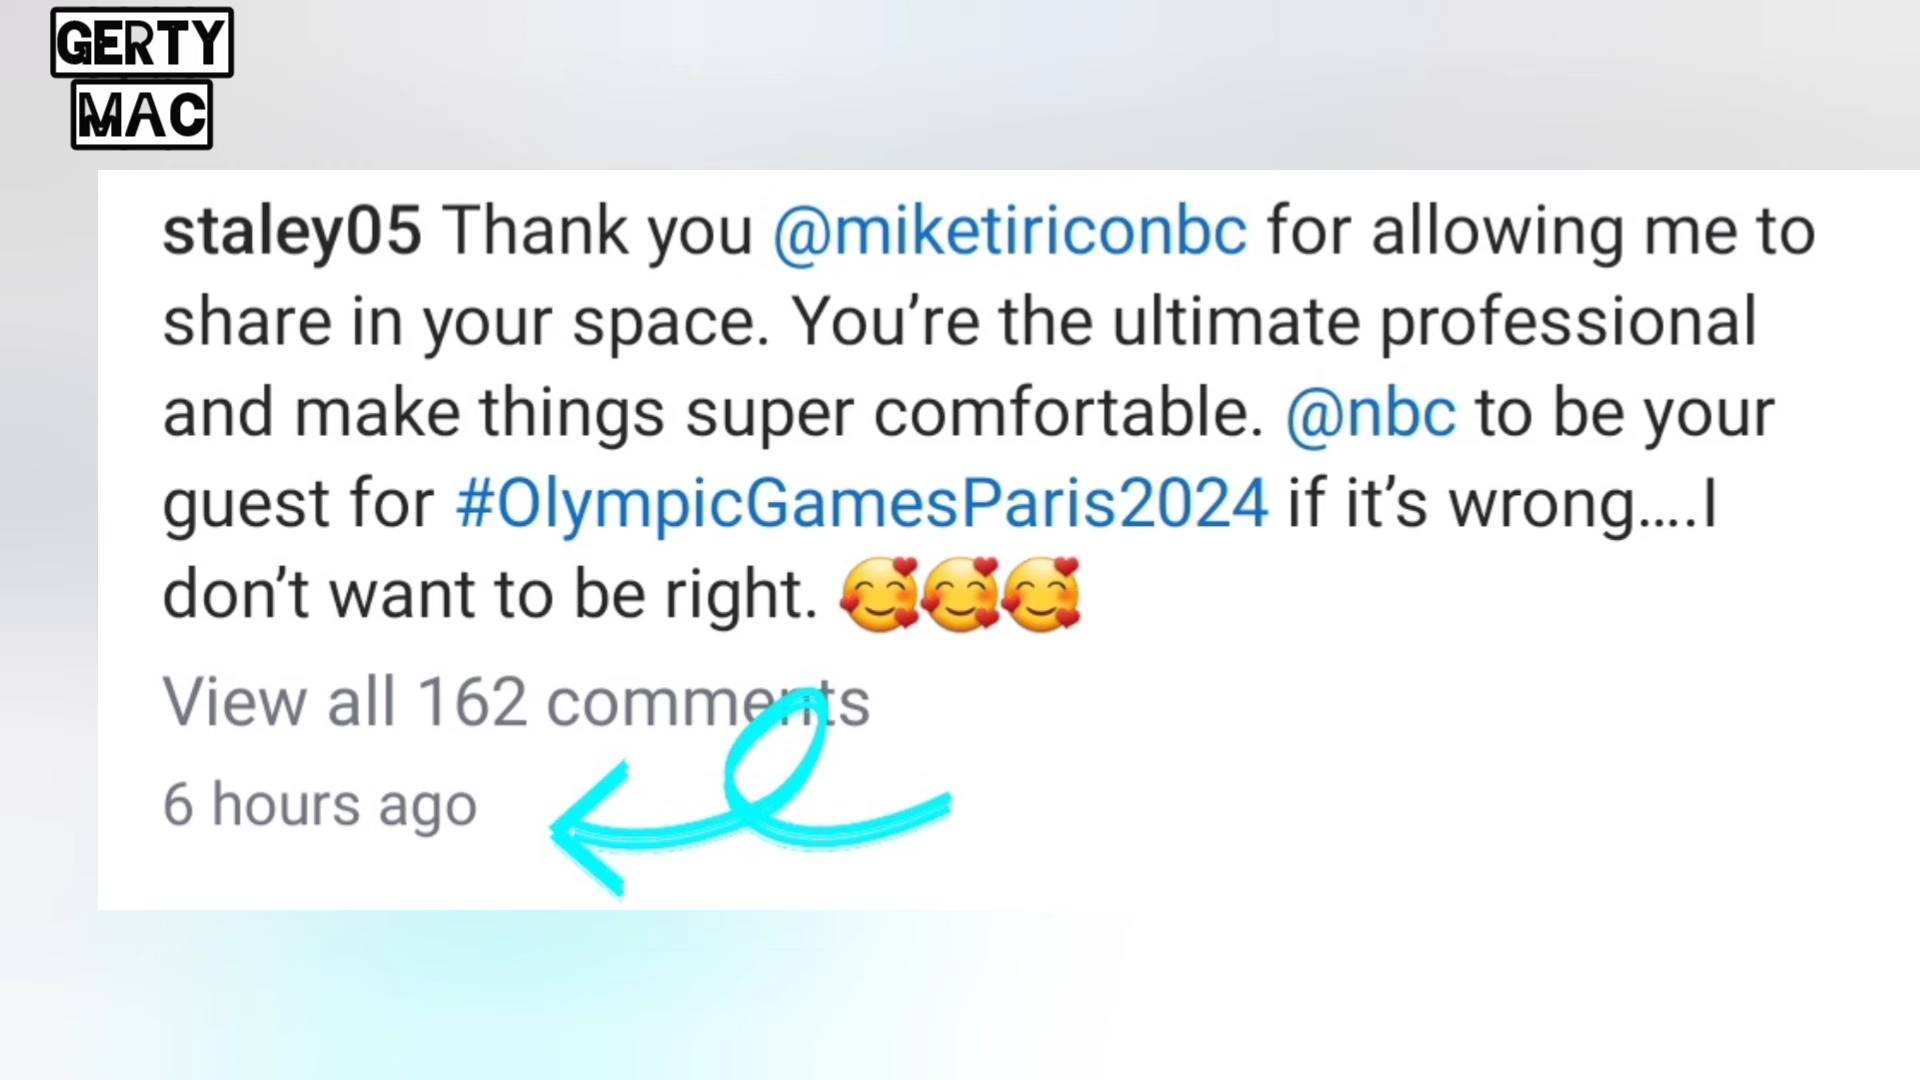 GERTY
MAC
staley05 Thank you @miketiriconbc for allowing me to
share in your space. You’re the ultimate professional
and make things super comfortable. @nbc to be your
guest for #OlympicGamesParis2024 if it’s wrong....I
don’t want to be right. 🥰🥰🥰
View all 162 comments
6 hours ago